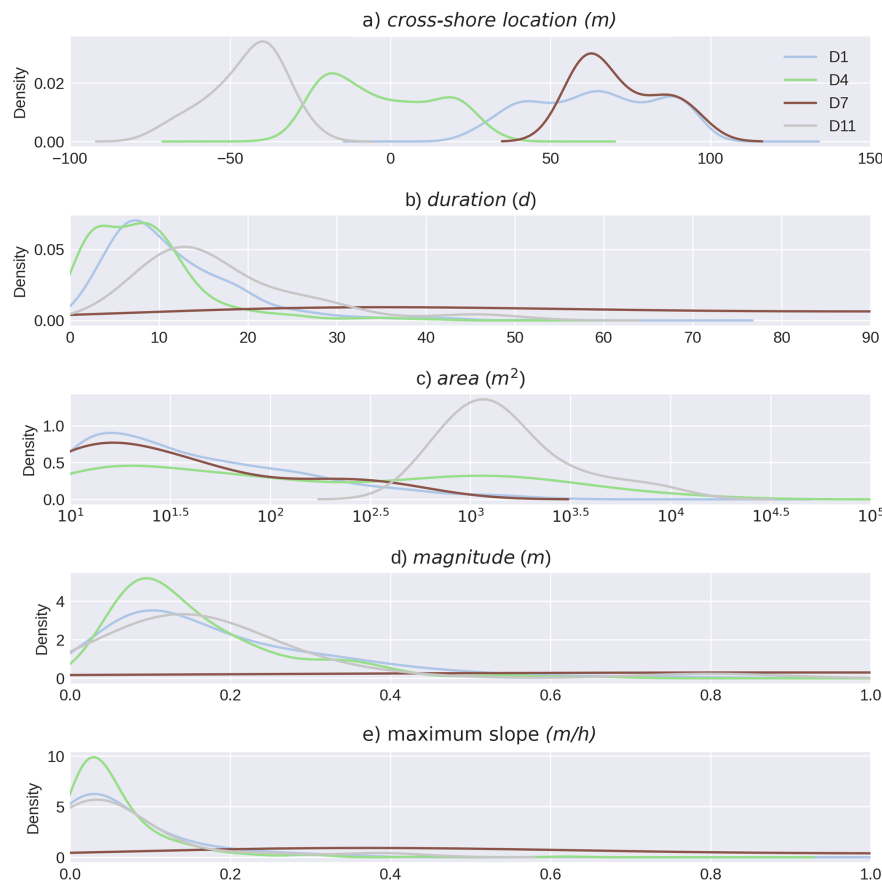 a) cross-shore location (m)
Density
0.02
0.00
−100 −50 0 50 100 150
D1
D4
D7
D11
b) duration (d)
Density
0.05
0.00
0 10 20 30 40 50 60 70 80 90
c) area (m²)
Density
1.0
0.5
0.0
10¹ 10¹·⁵ 10² 10²·⁵ 10³ 10³·⁵ 10⁴ 10⁴·⁵ 10⁵
d) magnitude (m)
Density
4
2
0
0.0 0.2 0.4 0.6 0.8 1.0
e) maximum slope (m/h)
Density
10
5
0
0.0 0.2 0.4 0.6 0.8 1.0